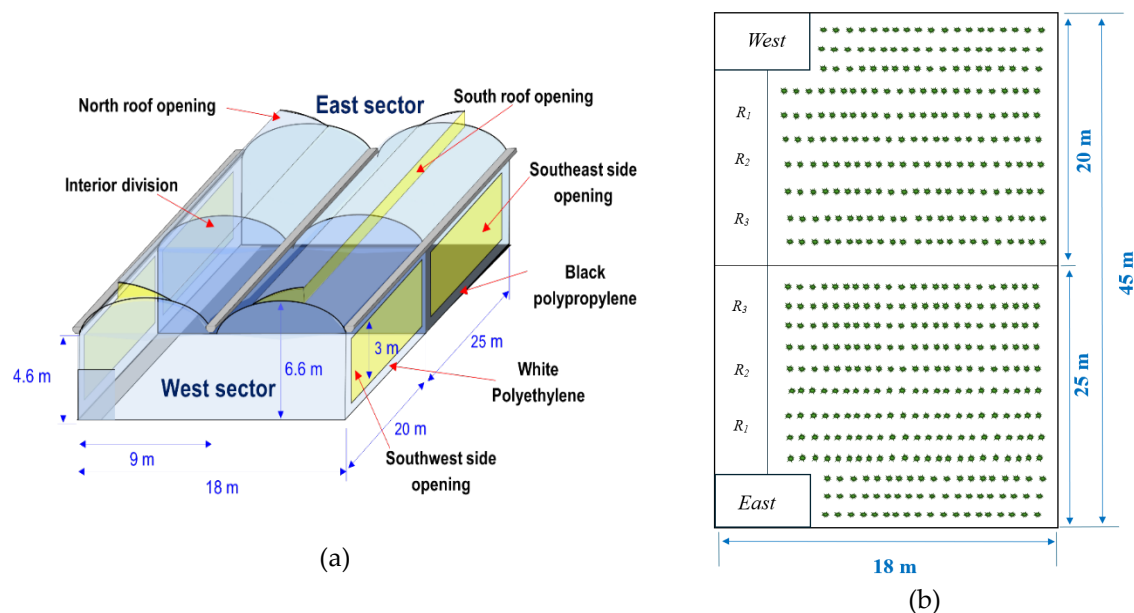 North roof opening
East sector
South roof opening
Interior division
Southeast side
opening
Black
polypropylene
25 m
3 m
6.6 m
4.6 m
West sector
White
Polyethylene
20 m
9 m
Southwest side
opening
18 m
(a)
West
R1
R2
R3
20 m
45 m
R3
R2
R1
25 m
East
18 m
(b)